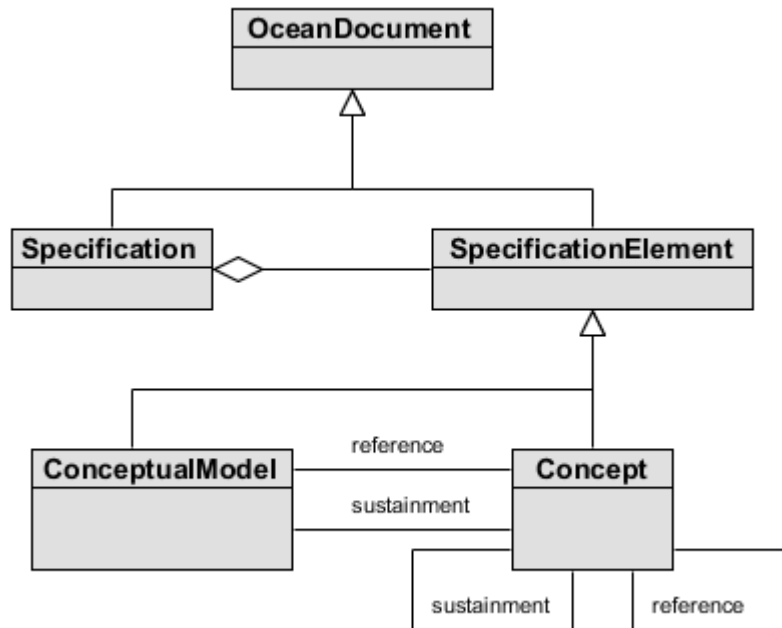 OceanDocument
Specification
SpecificationElement
ConceptualModel
reference
Concept
sustainment
sustainment
reference